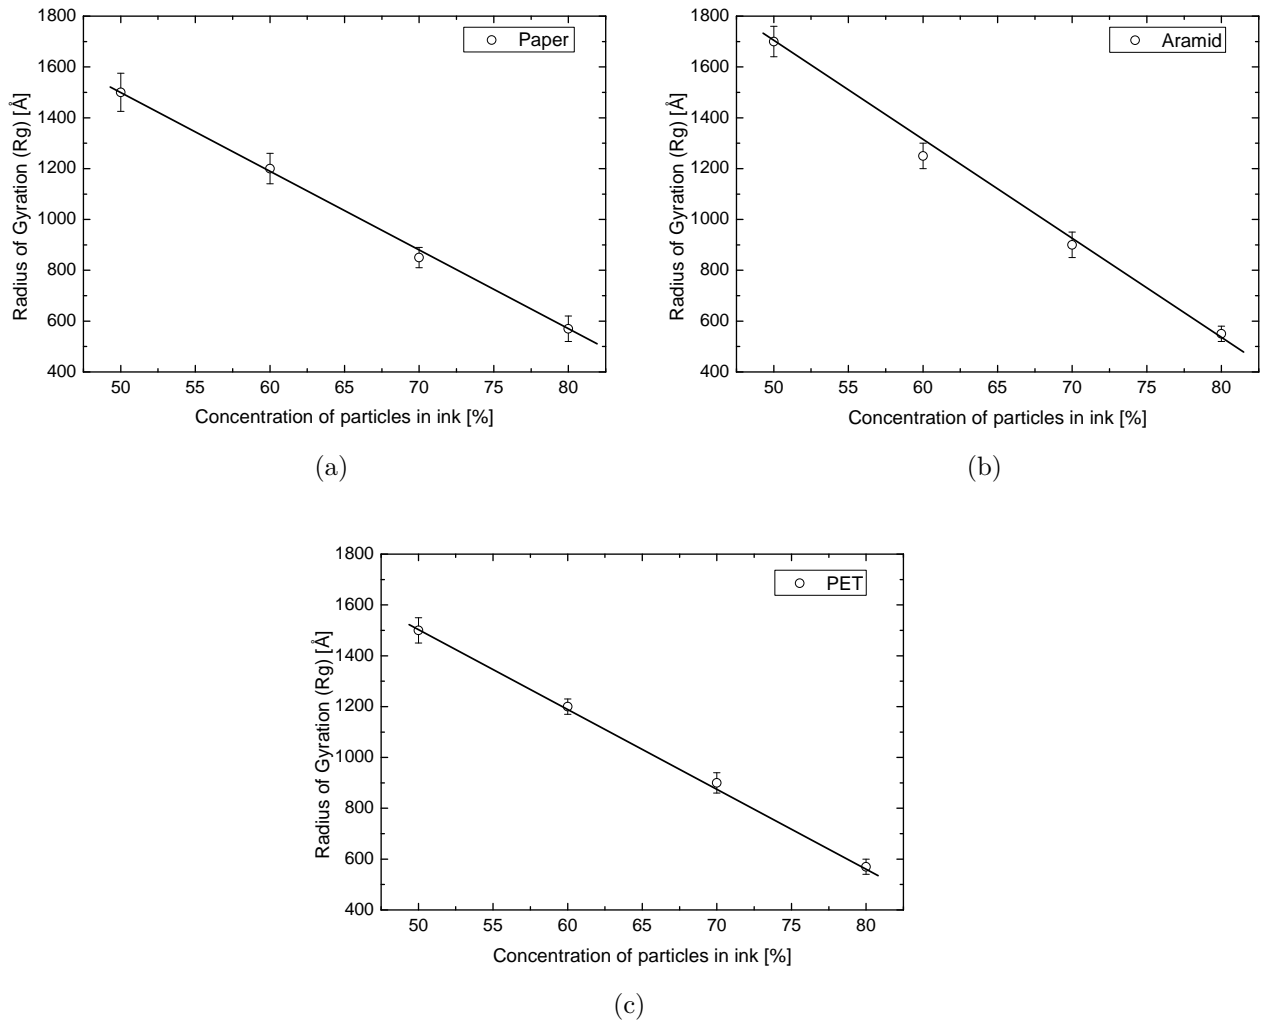 Paper
Radius of Gyration (Rg) [Å]
1800
1600
1400
1200
1000
800
600
400
50 55 60 65 70 75 80
Concentration of particles in ink [%]
(a)
Aramid
Radius of Gyration (Rg) [Å]
1800
1600
1400
1200
1000
800
600
400
50 55 60 65 70 75 80
Concentration of particles in ink [%]
(b)
PET
Radius of Gyration (Rg) [Å]
1800
1600
1400
1200
1000
800
600
400
50 55 60 65 70 75 80
Concentration of particles in ink [%]
(c)